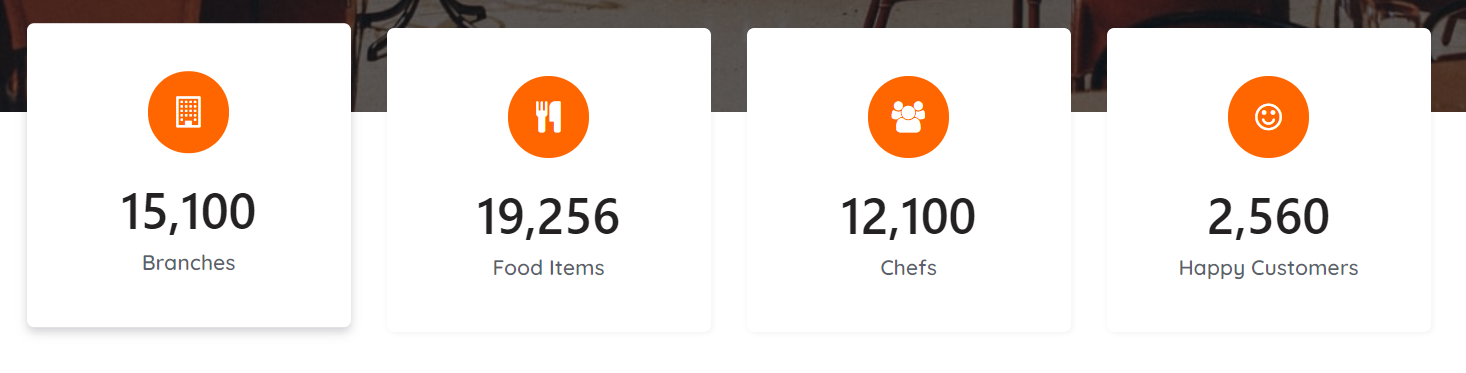 15,100
Branches
19,256
Food Items
12,100
Chefs
2,560
Happy Customers